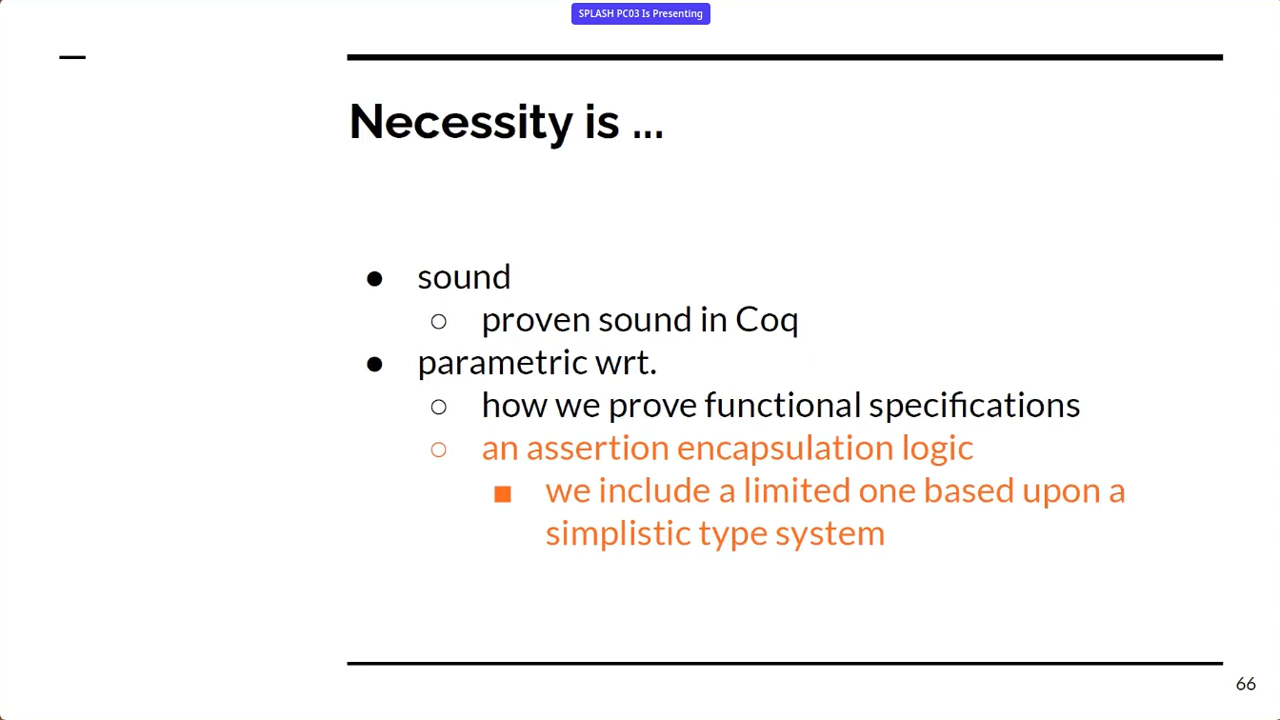 SPLASH PC03 Is Presenting
Necessity is ...
● sound
○ proven sound in Coq
● parametric wrt.
○ how we prove functional specifications
○ an assertion encapsulation logic
■ we include a limited one based upon a
simplistic type system
66